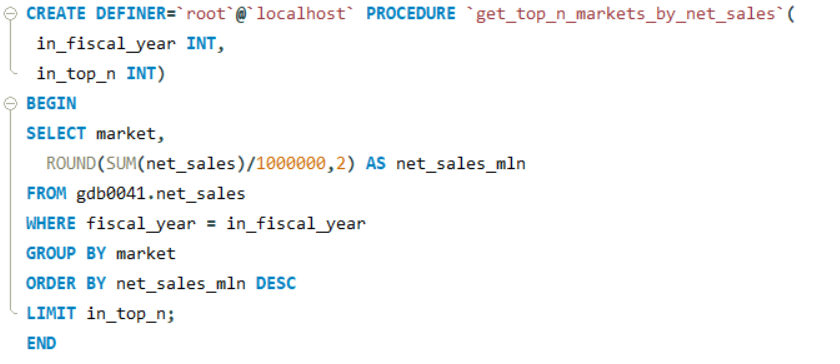 CREATE DEFINER=`root`@`localhost` PROCEDURE `get_top_n_markets_by_net_sales`(
in_fiscal_year INT,
in_top_n INT)
BEGIN
SELECT market,
ROUND(SUM(net_sales)/1000000,2) AS net_sales_mln
FROM gdb0041.net_sales
WHERE fiscal_year = in_fiscal_year
GROUP BY market
ORDER BY net_sales_mln DESC
LIMIT in_top_n;
END